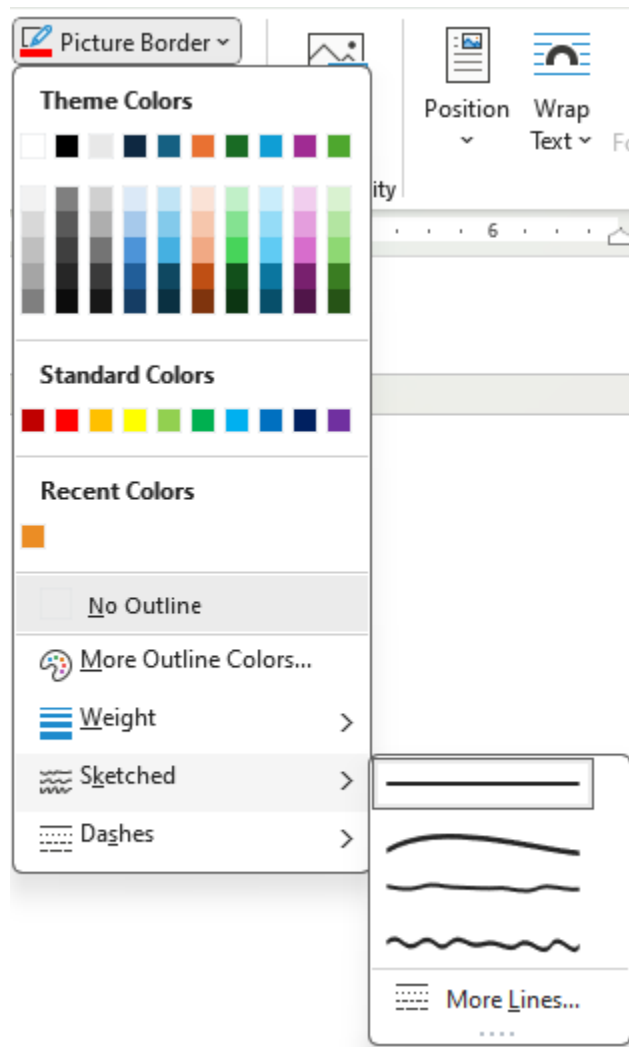 Picture Border
Theme Colors
Position
Wrap
Text
ity
6
Standard Colors
Recent Colors
No Outline
More Outline Colors...
Weight
Sketched
Dashes
More Lines...